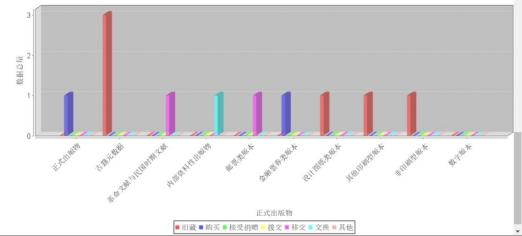 3
2
1
0
数据总量
正式出版物
古籍元数据
革命文献与民国时期文献
内部资料性出版物
舆图类版本
金融票券类版本
设计图纸类版本
其他印刷型版本
非印刷型版本
数字版本
正式出版物
旧藏 购买 接受捐赠 拨交 移交 交换 其他